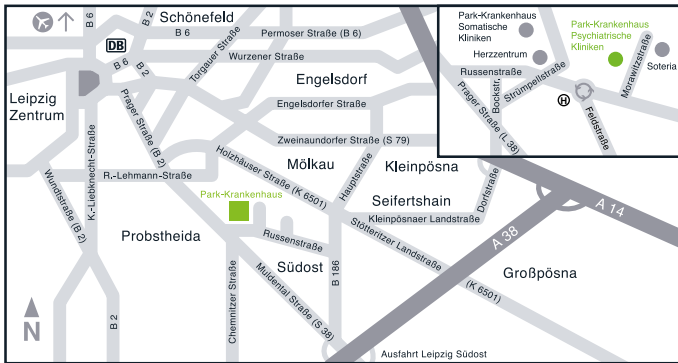 B 6
B 2
Schönefeld
B 6
Permoser Straße (B 6)
DB
Wurzener Straße
B 6
B 2
Torgauer Straße
Engelsdorf
Leipzig
Zentrum
Engelsdorfer Straße
Prager Straße (B 2)
Zweinaundorfer Straße (S 79)
K.-Liebknecht-Straße
Holzhäuser Straße (K 6501)
Mölkau
Kleinpösna
R.-Lehmann-Straße
Hauptstraße
Wundtstraße (B 2)
Park-Krankenhaus
Seifertshain
Dorfstraße
Kleinpösnaer Landstraße
Probstheida
Russenstraße
Stötteritzer Landstraße
(K 6501)
A 38
A 14
Südost
Großpösna
Chemnitzer Straße
Muldental Straße (S 38)
B 186
B 2
N
Ausfahrt Leipzig Südost
Park-Krankenhaus
Somatische
Kliniken
Park-Krankenhaus
Psychiatrische
Kliniken
Herzzentrum
Morawitzstraße
Soteria
Russenstraße
Bockstr.
Strümpellstraße
H
Prager Straße (L 38)
Feldstraße